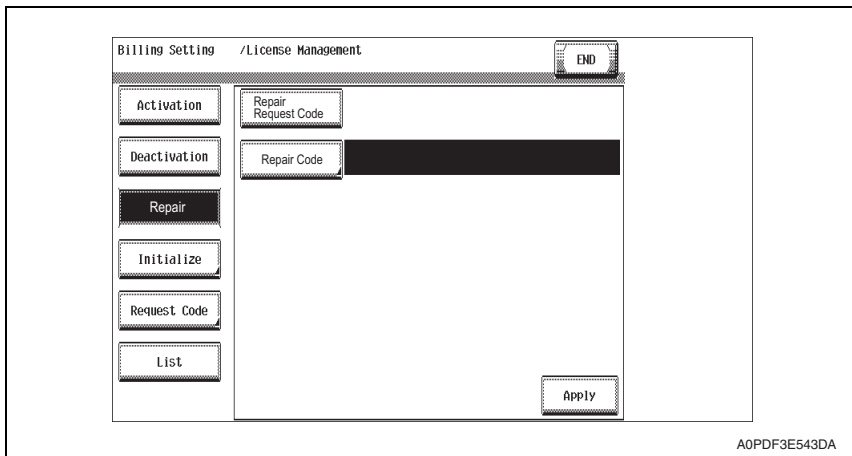 Billing Setting /License Management
END
Activation
Repair
Request Code
Deactivation
Repair Code
Repair
Initialize
Request Code
List
Apply
A0PDF3E543DA